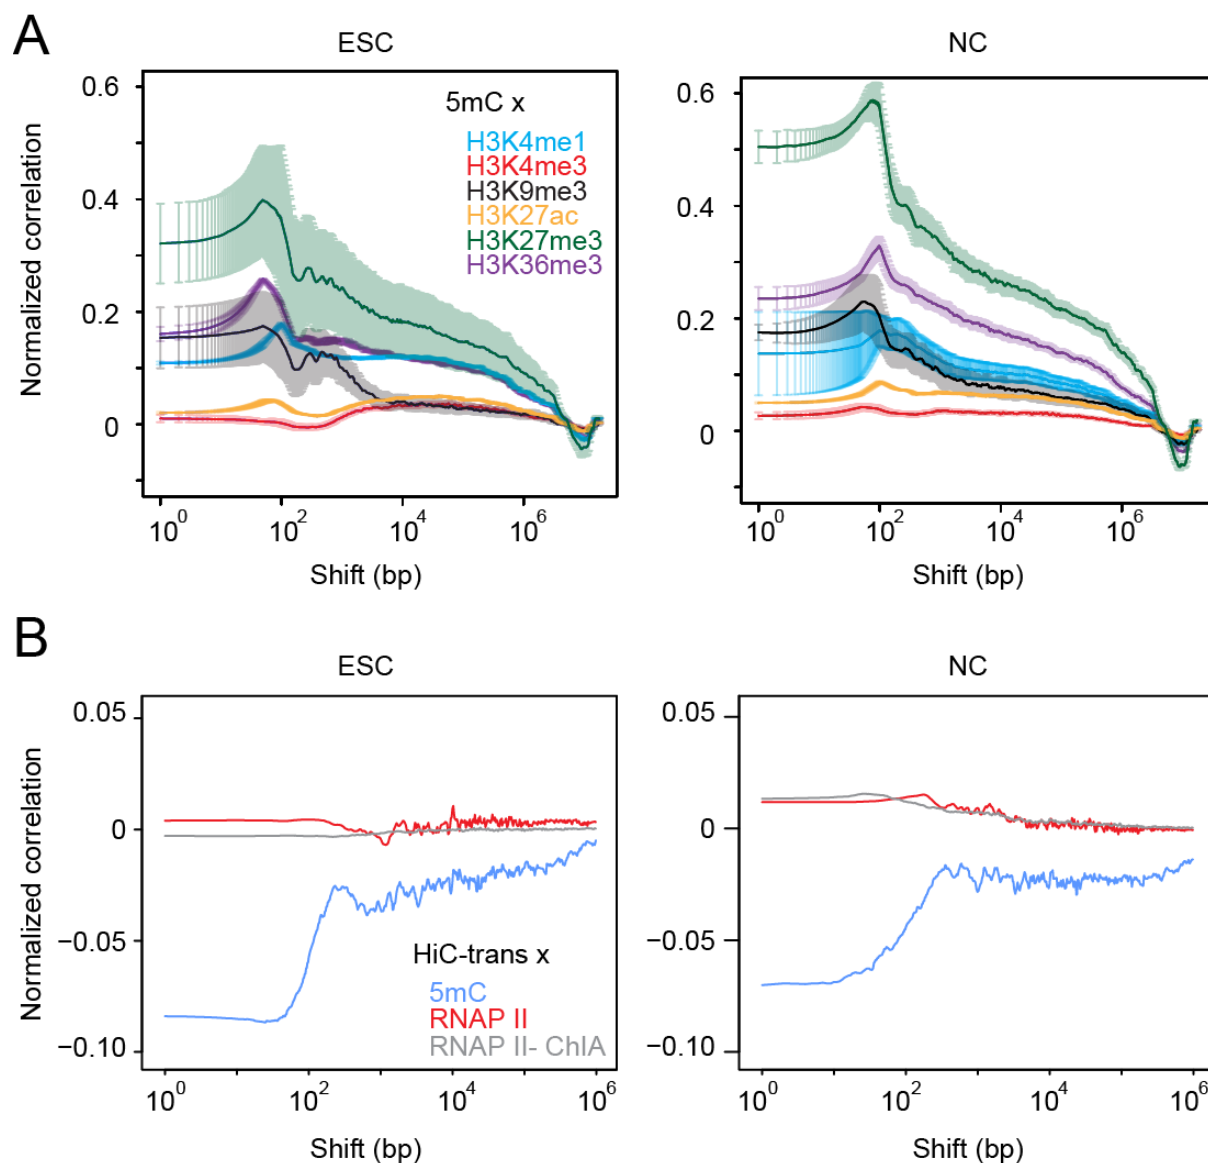 A
ESC
NC
Normalized correlation
0.6
0.4
0.2
0
5mC x
H3K4me1
H3K4me3
H3K9me3
H3K27ac
H3K27me3
H3K36me3
0.6
0.4
0.2
0
10^0 10^2 10^4 10^6
Shift (bp)
10^0 10^2 10^4 10^6
Shift (bp)
B
ESC
NC
Normalized correlation
0.05
0
−0.05
−0.10
HiC-trans x
5mC
RNAP II
RNAP II- ChIA
0.05
0
−0.05
−0.10
10^0 10^2 10^4 10^6
Shift (bp)
10^0 10^2 10^4 10^6
Shift (bp)